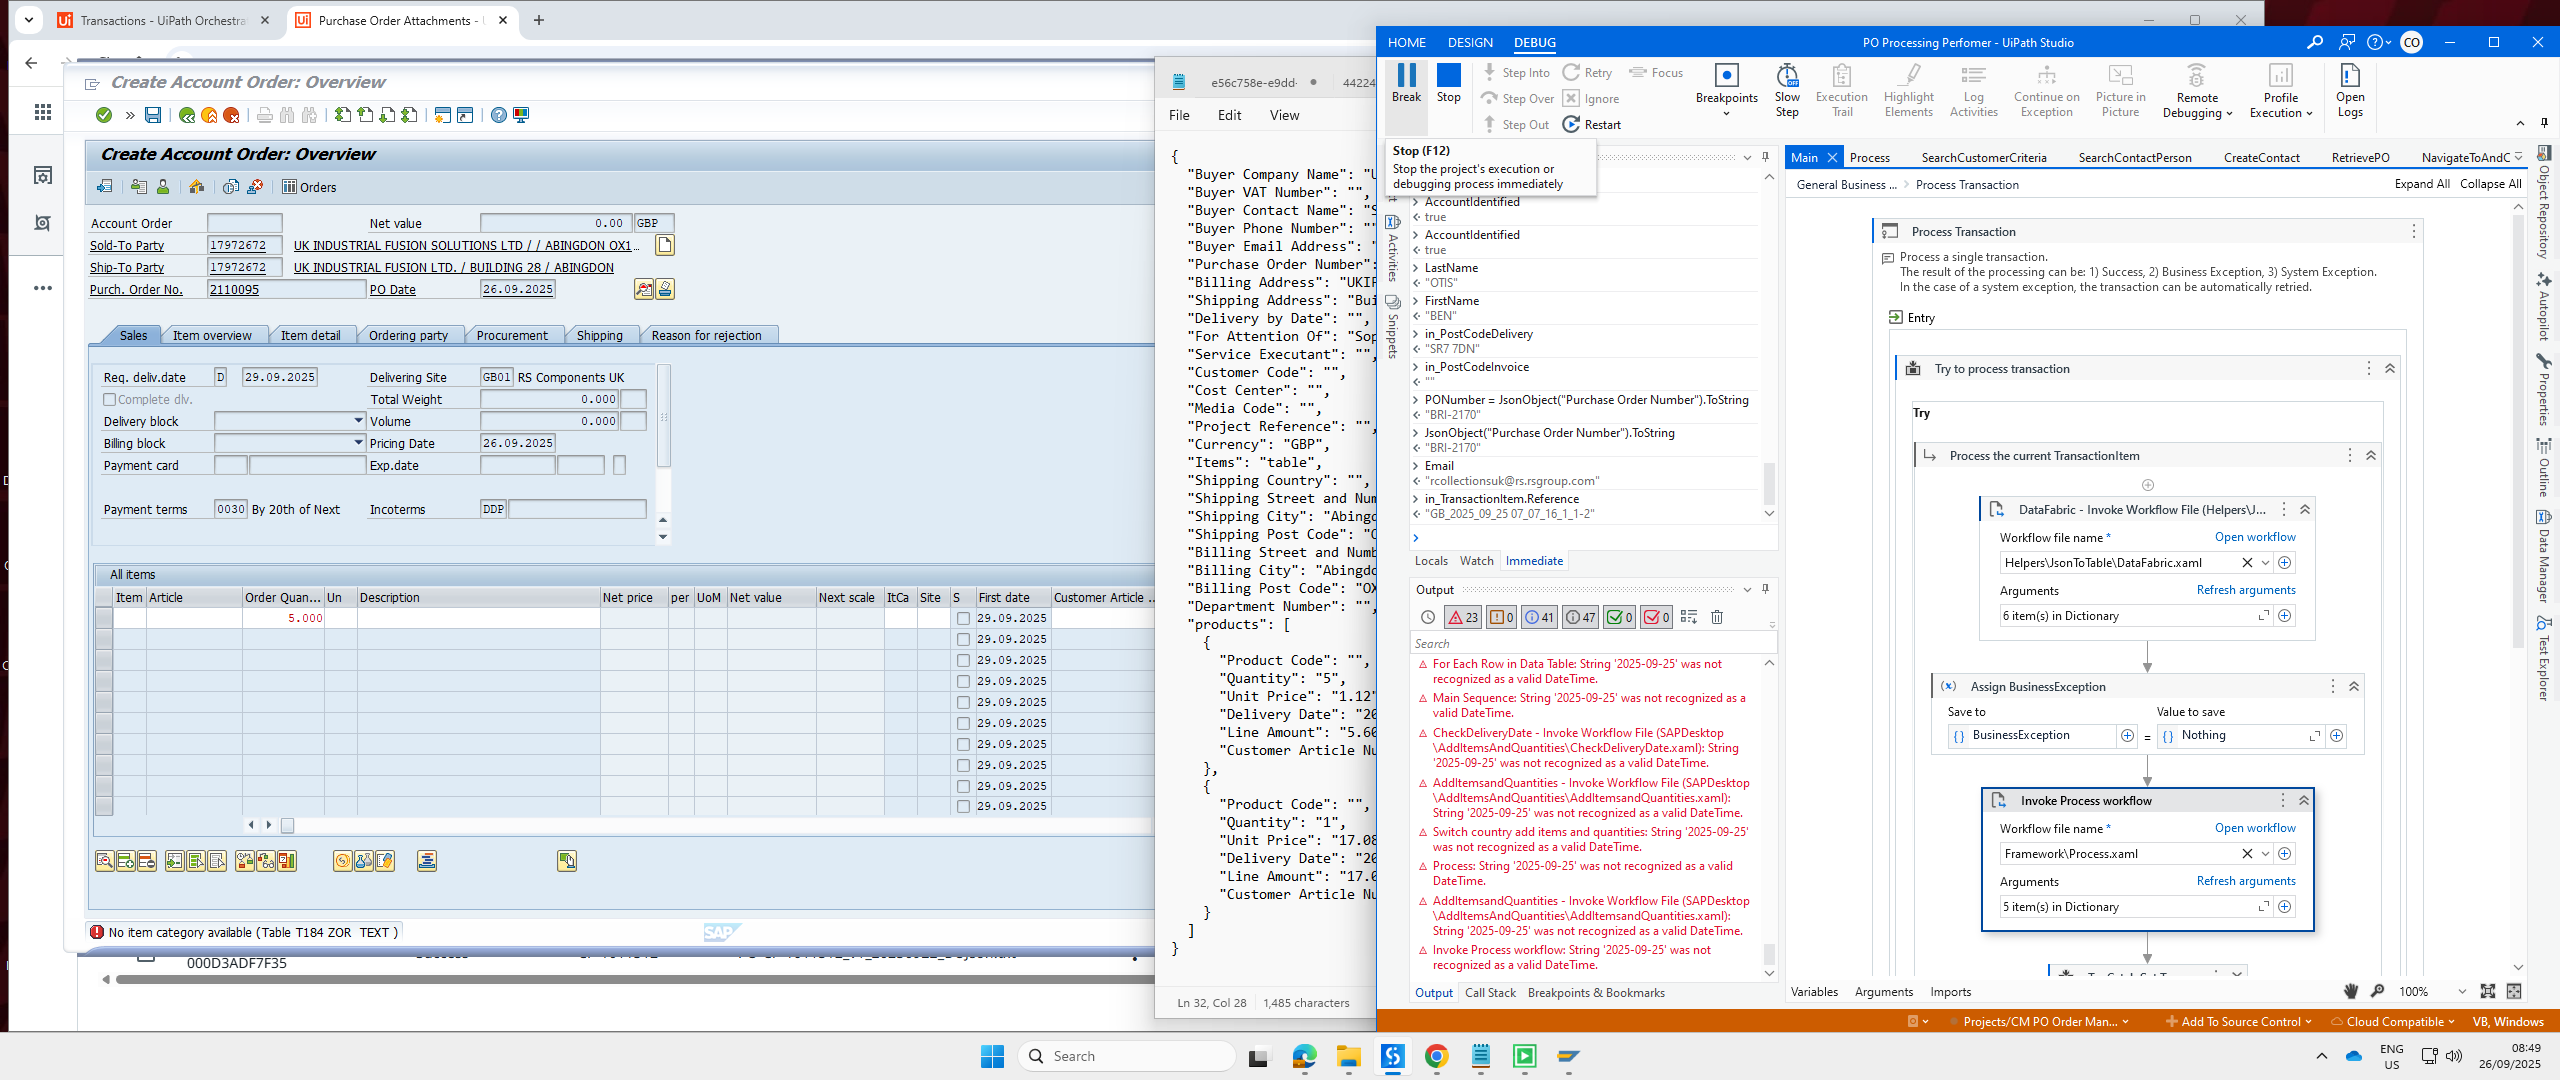 Transactions - UiPath Orchestra
Purchase Order Attachments - U
Create Account Order: Overview
Create Account Order: Overview
Orders
Account Order
Net value
0.00
GBP
Sold-To Party
17972672
UK INDUSTRIAL FUSION SOLUTIONS LTD / / ABINGDON OX1...
Ship-To Party
17972672
UK INDUSTRIAL FUSION LTD. / BUILDING 28 / ABINGDON
Purch. Order No.
2110095
PO Date
26.09.2025
Sales
Item overview
Item detail
Ordering party
Procurement
Shipping
Reason for rejection
Req. deliv.date
D
29.09.2025
Delivering Site
GB01
RS Components UK
Complete dlv.
Total Weight
0.000
Delivery block
Volume
0.000
Billing block
Pricing Date
26.09.2025
Payment card
Exp.date
Payment terms
0030
By 20th of Next
Incoterms
DDP
All items
Item Article Order Quan... Un Description Net price per UoM Net value Next scale ItCa Site S First date Customer Article ...
5.000 29.09.2025
29.09.2025
29.09.2025
29.09.2025
29.09.2025
29.09.2025
29.09.2025
29.09.2025
29.09.2025
29.09.2025
No item category available (Table T184 ZOR TEXT )
SAP
000D3ADF7F35
e56c758e-e9dd-
44224
File
Edit
View
{
"Buyer Company Name": "U
"Buyer VAT Number": "",
"Buyer Contact Name": "S
"Buyer Phone Number": ""
"Buyer Email Address": "
"Purchase Order Number":
"Billing Address": "UKIF
"Shipping Address": "Bui
"Delivery by Date": "",
"For Attention Of": "Sop
"Service Executant": "",
"Customer Code": "",
"Cost Center": "",
"Media Code": "",
"Project Reference": "",
"Currency": "GBP",
"Items": "table",
"Shipping Country": "",
"Shipping Street and Num
"Shipping City": "Abingd
"Shipping Post Code": "O
"Billing Street and Numb
"Billing City": "Abingdo
"Billing Post Code": "OX
"Department Number": "",
"products": [
{
"Product Code": "",
"Quantity": "5",
"Unit Price": "1.12"
"Delivery Date": "20
"Line Amount": "5.60
"Customer Article Nu
},
{
"Product Code": "",
"Quantity": "1",
"Unit Price": "17.08
"Delivery Date": "20
"Line Amount": "17.0
"Customer Article Nu
}
]
}
Ln 32, Col 28
1,485 characters
HOME
DESIGN
DEBUG
PO Processing Perfomer - UiPath Studio
CO
Break
Stop
Step Into
Step Over
Step Out
Retry
Ignore
Restart
Focus
Breakpoints
Slow Step
Execution Trail
Highlight Elements
Log Activities
Continue on Exception
Picture in Picture
Remote Debugging
Profile Execution
Open Logs
Stop (F12)
Stop the project's execution or
debugging process immediately
Activities
Snippets
AccountIdentified
true
AccountIdentified
true
LastName
"OTIS"
FirstName
"BEN"
in_PostCodeDelivery
"SR7 7DN"
in_PostCodeInvoice
""
PONumber = JsonObject("Purchase Order Number").ToString
"BRI-2170"
JsonObject("Purchase Order Number").ToString
"BRI-2170"
Email
"rcollectionsuk@rs.rsgroup.com"
in_TransactionItem.Reference
"GB_2025_09_25 07_07_16_1_1-2"
Locals
Watch
Immediate
Output
23
0
41
47
0
0
Search
For Each Row in Data Table: String '2025-09-25' was not
recognized as a valid DateTime.
Main Sequence: String '2025-09-25' was not recognized as a
valid DateTime.
CheckDeliveryDate - Invoke Workflow File (SAPDesktop
\AddItemsAndQuantities\CheckDeliveryDate.xaml): String
'2025-09-25' was not recognized as a valid DateTime.
AddItemsandQuantities - Invoke Workflow File (SAPDesktop
\AddItemsAndQuantities\AddItemsandQuantities.xaml):
String '2025-09-25' was not recognized as a valid DateTime.
Switch country add items and quantities: String '2025-09-25'
was not recognized as a valid DateTime.
Process: String '2025-09-25' was not recognized as a valid
DateTime.
AddItemsandQuantities - Invoke Workflow File (SAPDesktop
\AddItemsAndQuantities\AddItemsandQuantities.xaml):
String '2025-09-25' was not recognized as a valid DateTime.
Invoke Process workflow: String '2025-09-25' was not
recognized as a valid DateTime.
Output
Call Stack
Breakpoints & Bookmarks
Main
Process
SearchCustomerCriteria
SearchContactPerson
CreateContact
RetrievePO
NavigateToAndC
General Business ...
Process Transaction
Expand All
Collapse All
Process Transaction
Process a single transaction.
The result of the processing can be: 1) Success, 2) Business Exception, 3) System Exception.
In the case of a system exception, the transaction can be automatically retried.
Entry
Try to process transaction
Try
Process the current TransactionItem
DataFabric - Invoke Workflow File (Helpers\J...
Workflow file name *
Open workflow
Helpers\JsonToTable\DataFabric.xaml
Arguments
Refresh arguments
6 item(s) in Dictionary
Assign BusinessException
Save to
Value to save
BusinessException
=
Nothing
Invoke Process workflow
Workflow file name *
Open workflow
Framework\Process.xaml
Arguments
Refresh arguments
5 item(s) in Dictionary
Variables
Arguments
Imports
100%
Object Repository
Autopilot
Properties
Outline
Data Manager
Test Explorer
Projects/CM PO Order Man...
Add To Source Control
Cloud Compatible
VB, Windows
Search
ENG
US
08:49
26/09/2025